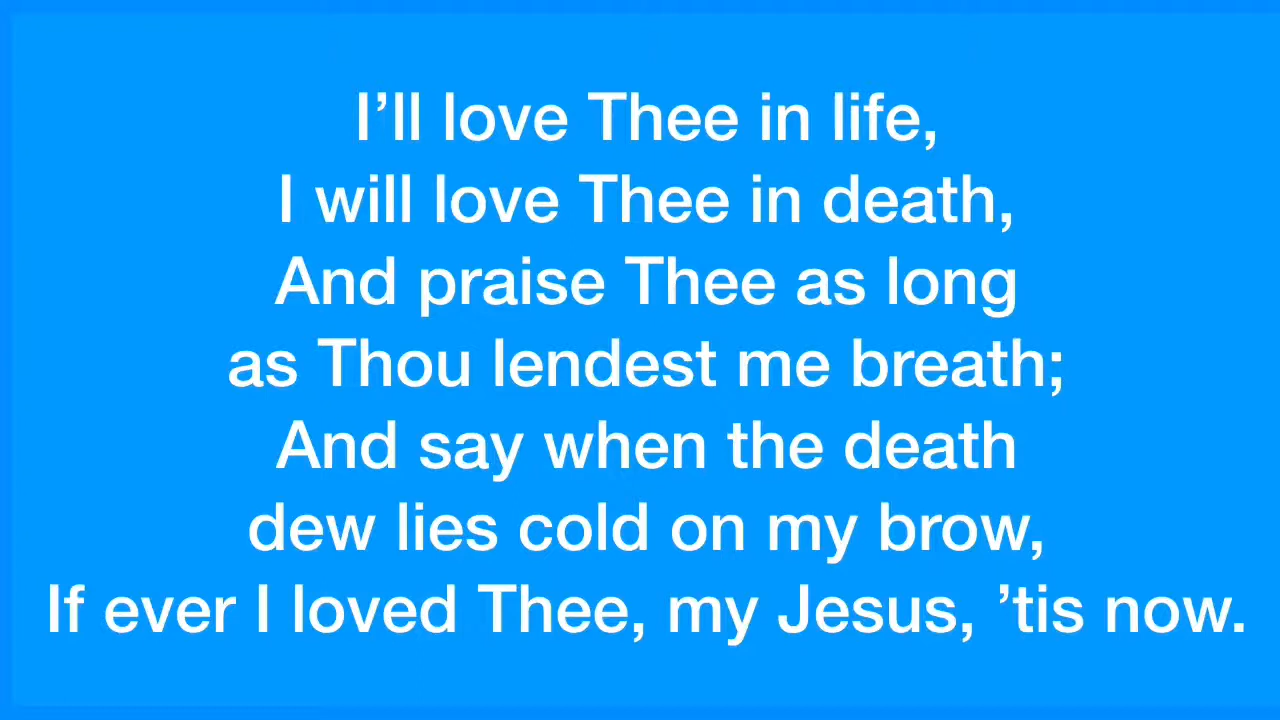 I’ll love Thee in life,
I will love Thee in death,
And praise Thee as long
as Thou lendest me breath;
And say when the death
dew lies cold on my brow,
If ever I loved Thee, my Jesus, ’tis now.